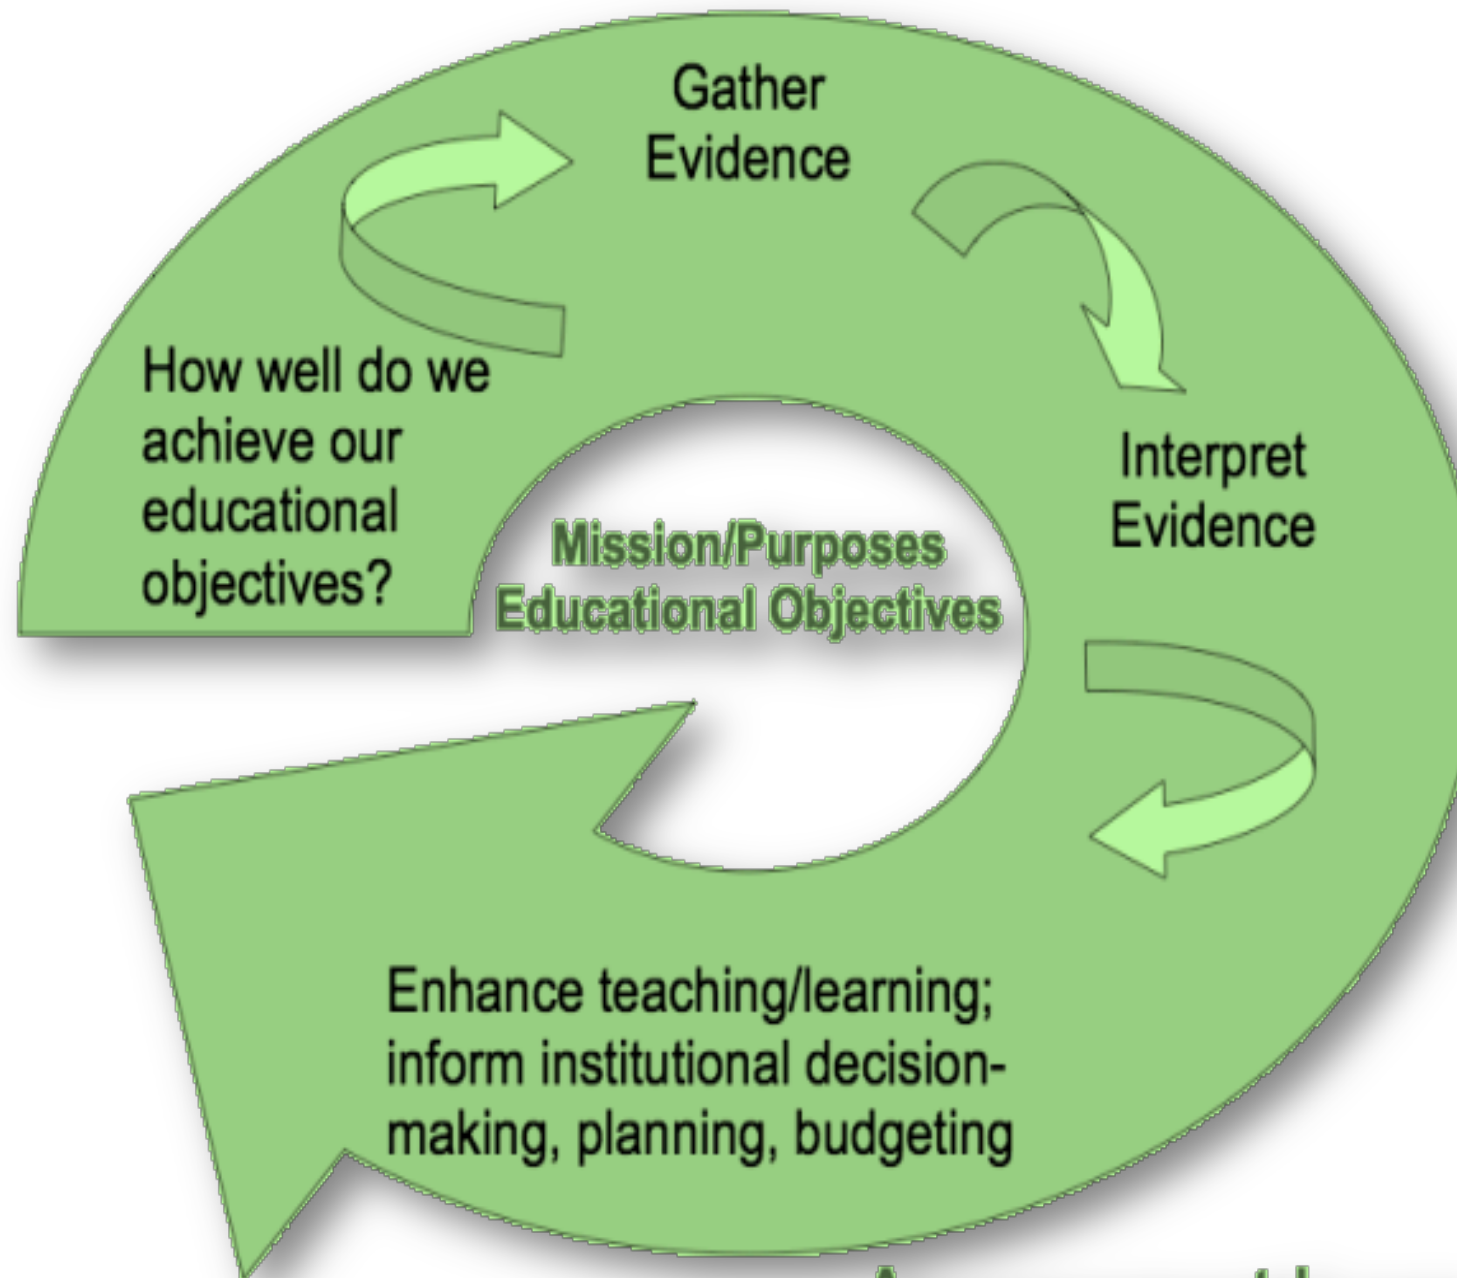 Gather
Evidence
How well do we
achieve our
educational
objectives?
Interpret
Evidence
Mission/Purposes
Educational Objectives
Enhance teaching/learning;
inform institutional decision-
making, planning, budgeting